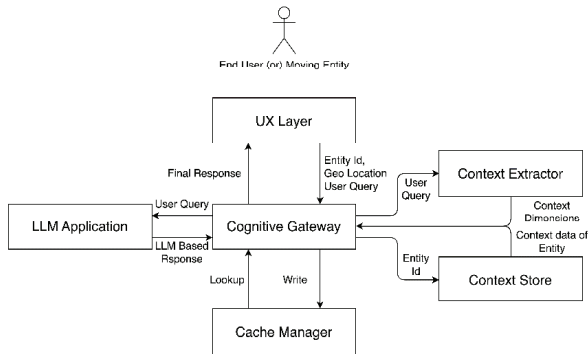 End User (or) Moving Entity
UX Layer
Final Response
Entity Id,
Geo Location
User Query
User
Query
Context Extractor
User Query
LLM Application
Cognitive Gateway
Context
Dimensions
Context data of
Entity
LLM Based
Rsponse
Lookup
Write
Entity
Id
Context Store
Cache Manager